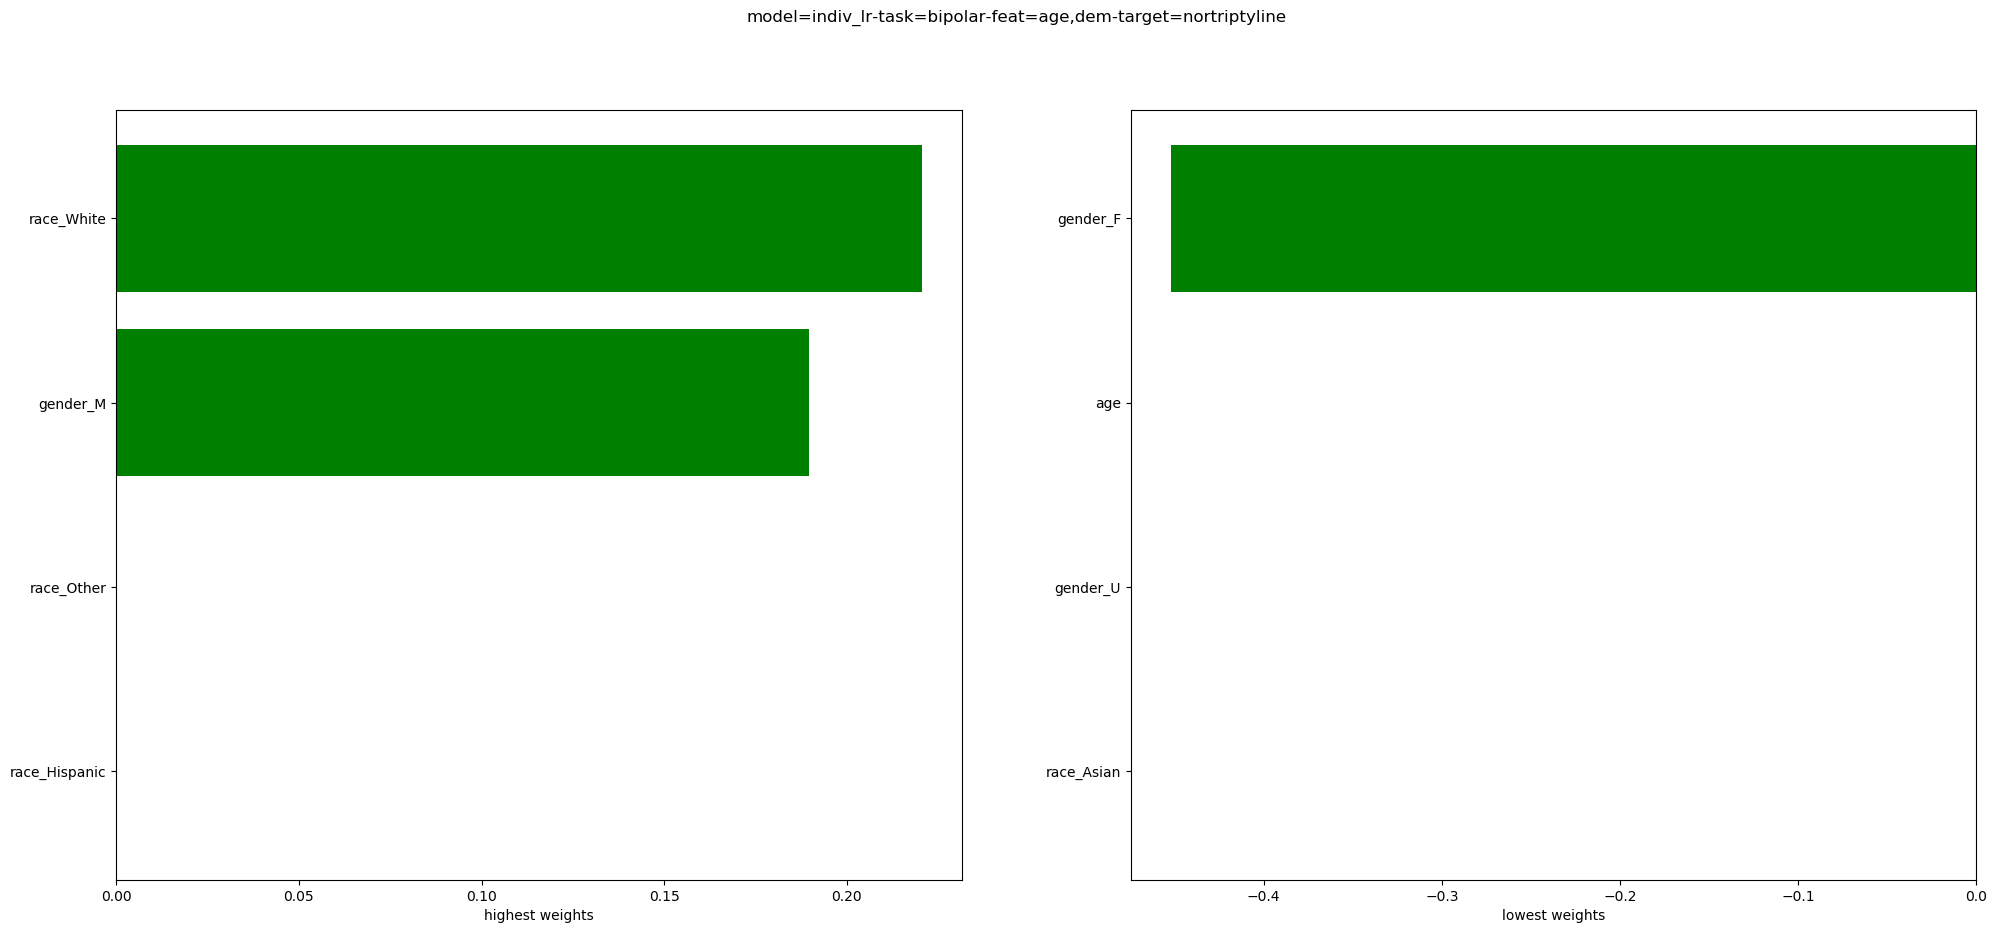 model=indiv_lr-task=bipolar-feat=age,dem-target=nortriptyline
race_White
gender_M
race_Other
race_Hispanic
0.00 0.05 0.10 0.15 0.20
highest weights
gender_F
age
gender_U
race_Asian
−0.4 −0.3 −0.2 −0.1 0.0
lowest weights